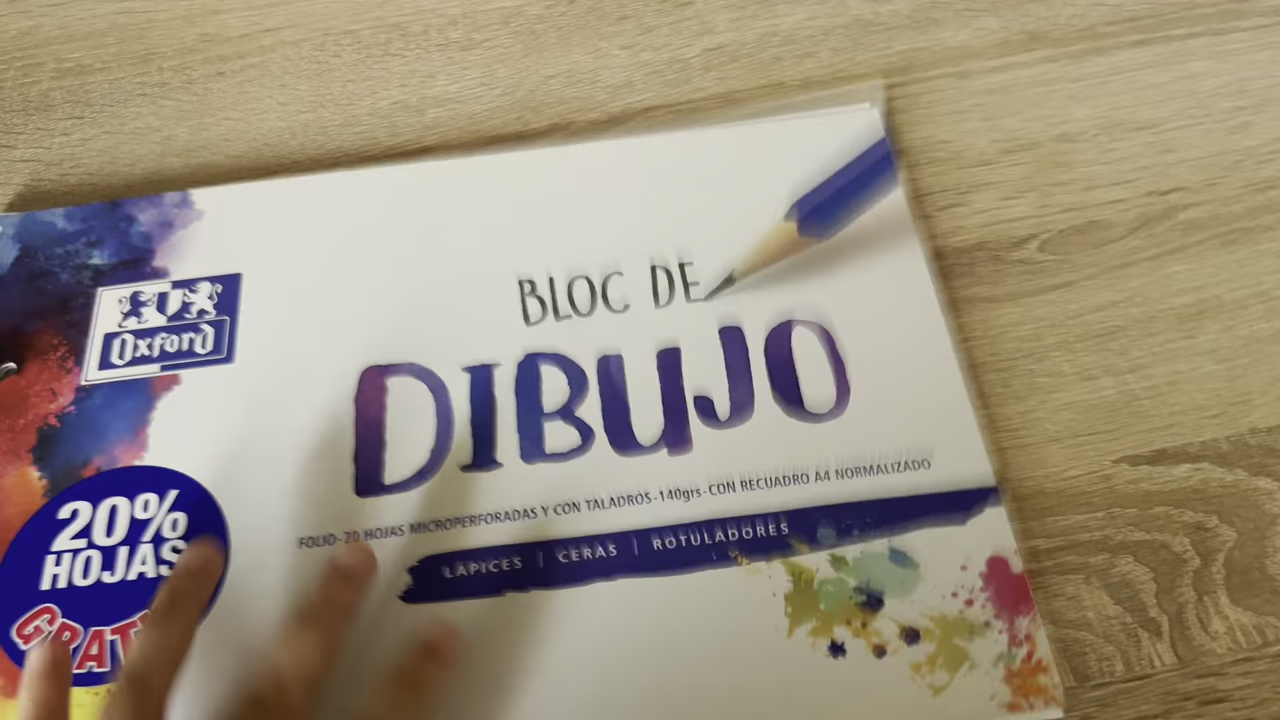 BLOC DE
DIBUJO
Oxford
FOLIO-20 HOJAS MICROPERFORADAS Y CON TALADROS-140grs-CON RECUADRO A4 NORMALIZADO
LÁPICES | CERAS | ROTULADORES
20%
HOJAS